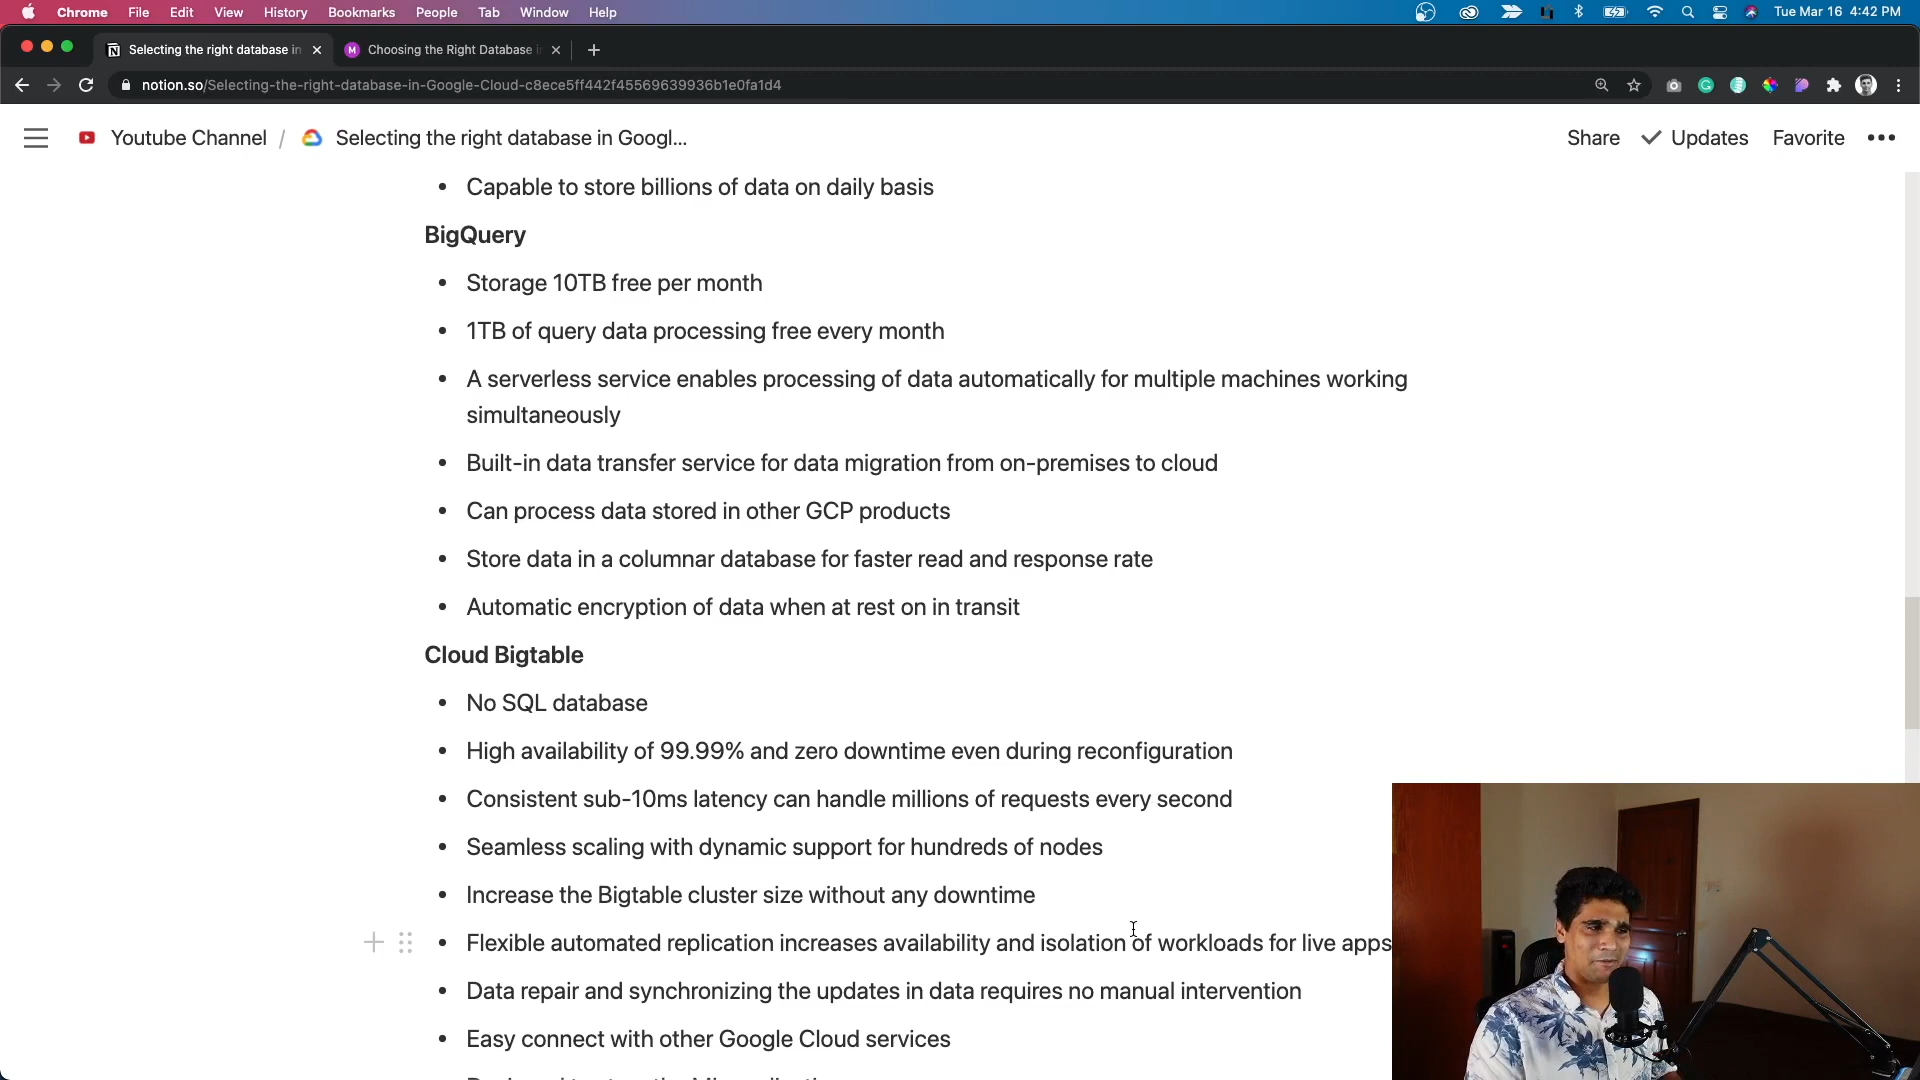 Chrome File Edit View History Bookmarks People Tab Window Help Tue Mar 16 4:42 PM
Selecting the right database in Choosing the Right Database i
notion.so/Selecting-the-right-database-in-Google-Cloud-c8ece5ff442f45569639936b1e0fa1d4
Youtube Channel / Selecting the right database in Googl... Share Updates Favorite
• Capable to store billions of data on daily basis
BigQuery
• Storage 10TB free per month
• 1TB of query data processing free every month
• A serverless service enables processing of data automatically for multiple machines working
simultaneously
• Built-in data transfer service for data migration from on-premises to cloud
• Can process data stored in other GCP products
• Store data in a columnar database for faster read and response rate
• Automatic encryption of data when at rest on in transit
Cloud Bigtable
• No SQL database
• High availability of 99.99% and zero downtime even during reconfiguration
• Consistent sub-10ms latency can handle millions of requests every second
• Seamless scaling with dynamic support for hundreds of nodes
• Increase the Bigtable cluster size without any downtime
• Flexible automated replication increases availability and isolation of workloads for live apps
• Data repair and synchronizing the updates in data requires no manual intervention
• Easy connect with other Google Cloud services